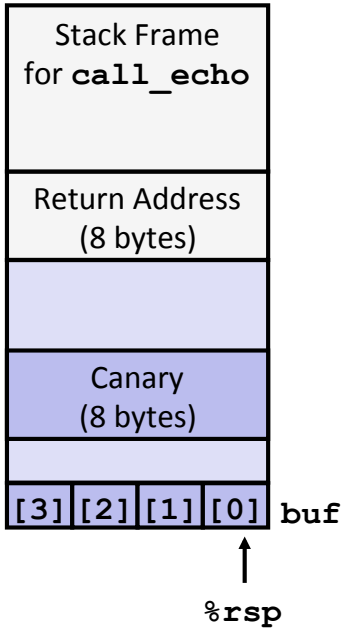 Stack Frame
for call_echo
Return Address
(8 bytes)
Canary
(8 bytes)
[3] [2] [1] [0] buf
%rsp